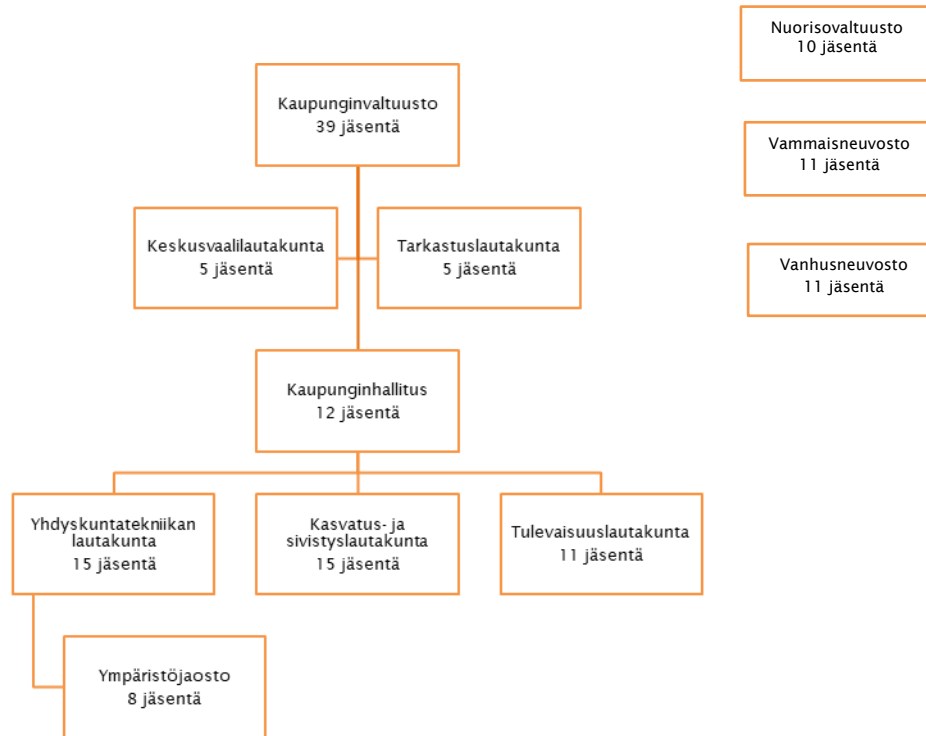 Nuorisovaltuusto
10 jäsentä
Kaupunginvaltuusto
39 jäsentä
Vammaisneuvosto
11 jäsentä
Keskusvaalilautakunta
5 jäsentä
Tarkastuslautakunta
5 jäsentä
Vanhusneuvosto
11 jäsentä
Kaupunginhallitus
12 jäsentä
Yhdyskuntatekniikan
lautakunta
15 jäsentä
Kasvatus- ja
sivistyslautakunta
15 jäsentä
Tulevaisuuslautakunta
11 jäsentä
Ympäristöjaosto
8 jäsentä